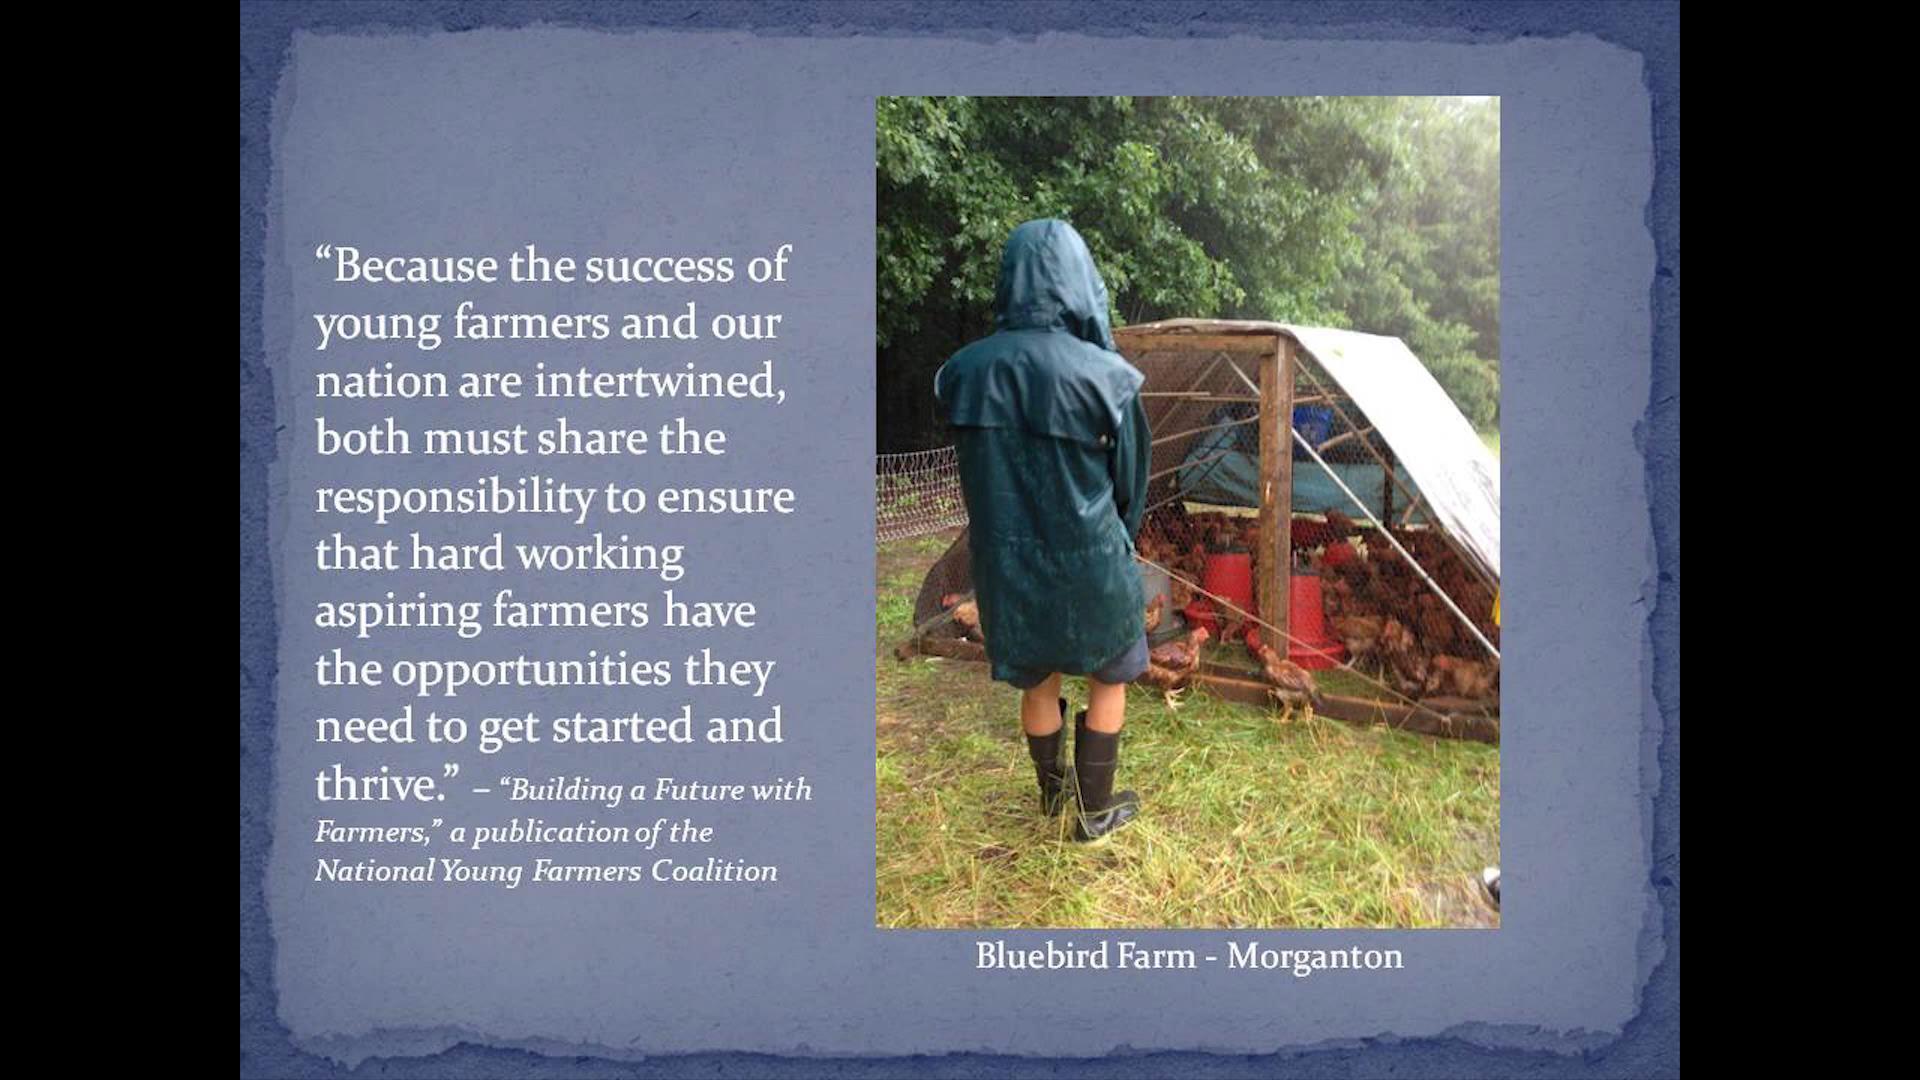 “Because the success of
young farmers and our
nation are intertwined,
both must share the
responsibility to ensure
that hard working
aspiring farmers have
the opportunities they
need to get started and
thrive.” – “Building a Future with
Farmers,” a publication of the
National Young Farmers Coalition
Bluebird Farm - Morganton